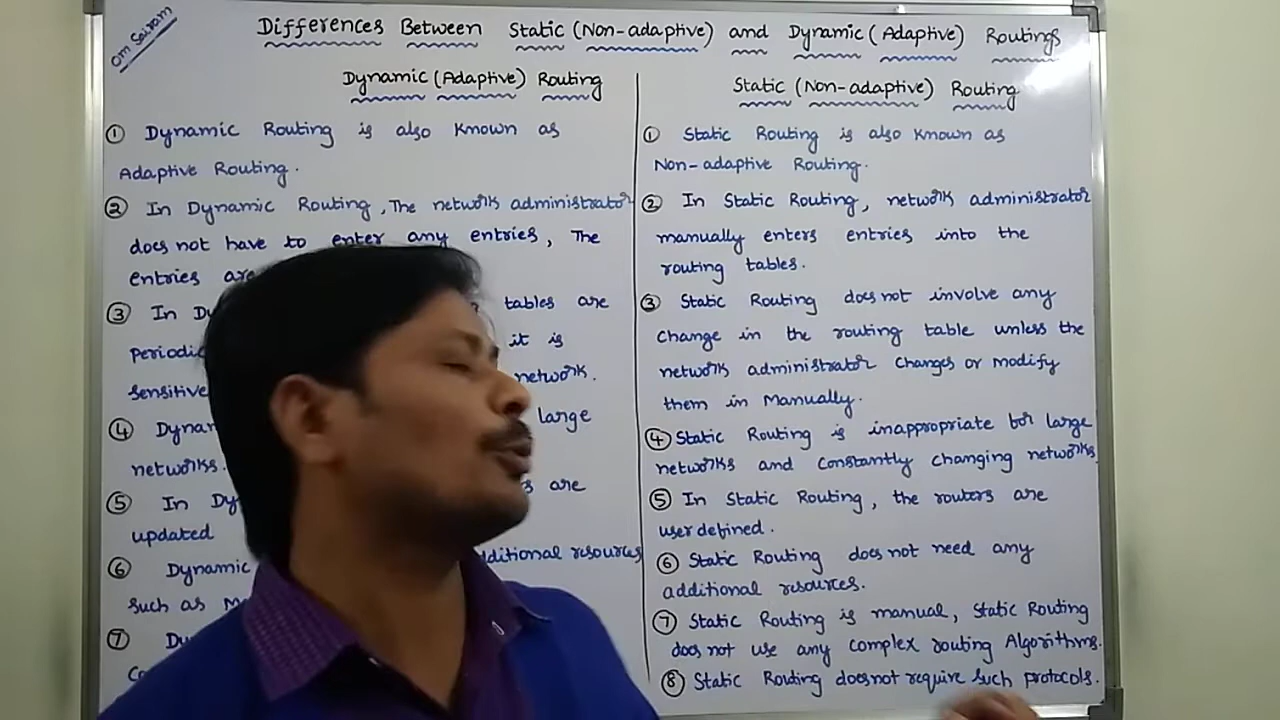 Om Sairam
Differences Between Static (Non-adaptive) and Dynamic (Adaptive) Routings
Dynamic (Adaptive) Routing
① Dynamic Routing is also known as
Adaptive Routing.
② In Dynamic Routing, The network administrator
does not have to enter any entries, The
entries are
③ In tables are
it is
sensitive network.
④ large
networks.
⑤ In are
updated
⑥ Dynamic additional resources
such as
⑦
Static (Non-adaptive) Routing
① Static Routing is also known as
Non-adaptive Routing.
② In Static Routing, network administrator
manually enters entries into the
routing tables.
③ Static Routing does not involve any
change in the routing table unless the
network administrator changes or modify
them in Manually.
④ Static Routing is inappropriate for large
networks and constantly changing networks.
⑤ In Static Routing, the routers are
user defined.
⑥ Static Routing does not need any
additional resources.
⑦ Static Routing is manual, Static Routing
does not use any complex routing Algorithms.
⑧ Static Routing does not require such protocols.